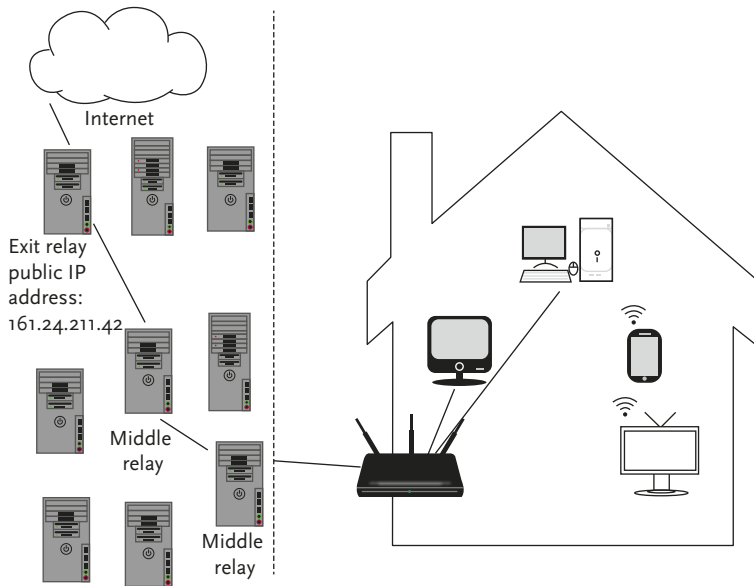 Internet
Exit relay
public IP
address:
161.24.211.42
Middle
relay
Middle
relay